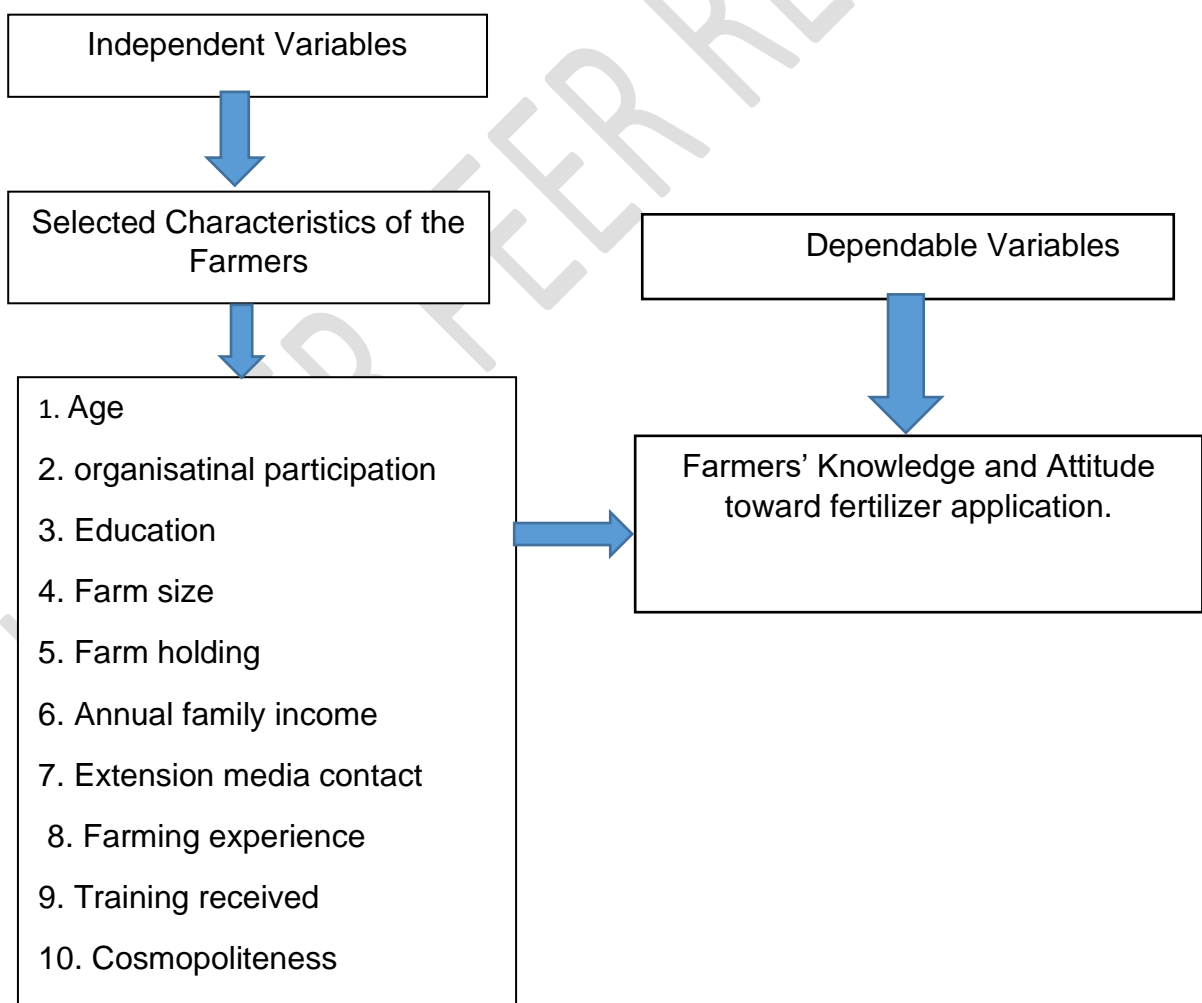 Independent Variables
Selected Characteristics of the
Farmers
1. Age
2. organisatinal participation
3. Education
4. Farm size
5. Farm holding
6. Annual family income
7. Extension media contact
8. Farming experience
9. Training received
10. Cosmopoliteness
Dependable Variables
Farmers’ Knowledge and Attitude
toward fertilizer application.